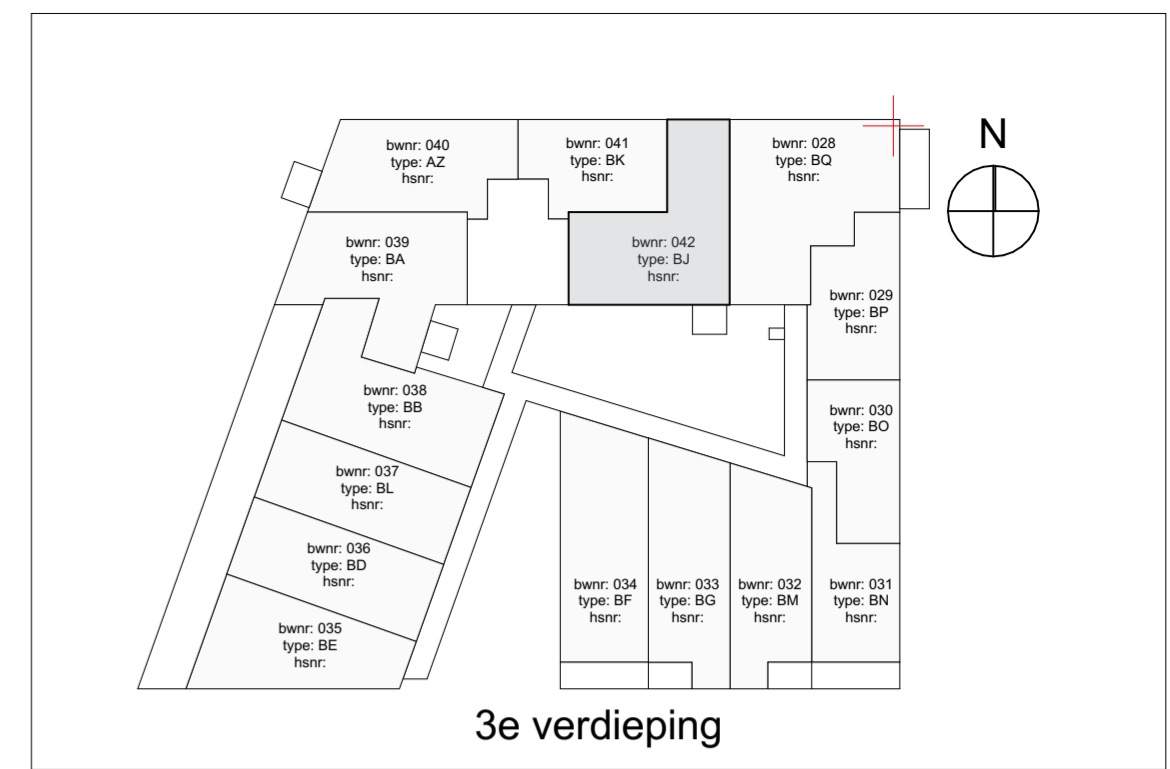 bwnr: 040
type: AZ
hsnr:
bwnr: 041
type: BK
hsnr:
bwnr: 028
type: BQ
hsnr:
N
bwnr: 039
type: BA
hsnr:
bwnr: 042
type: BJ
hsnr:
bwnr: 029
type: BP
hsnr:
bwnr: 038
type: BB
hsnr:
bwnr: 030
type: BO
hsnr:
bwnr: 037
type: BL
hsnr:
bwnr: 036
type: BD
hsnr:
bwnr: 034
type: BF
hsnr:
bwnr: 033
type: BG
hsnr:
bwnr: 032
type: BM
hsnr:
bwnr: 031
type: BN
hsnr:
bwnr: 035
type: BE
hsnr:
3e verdieping